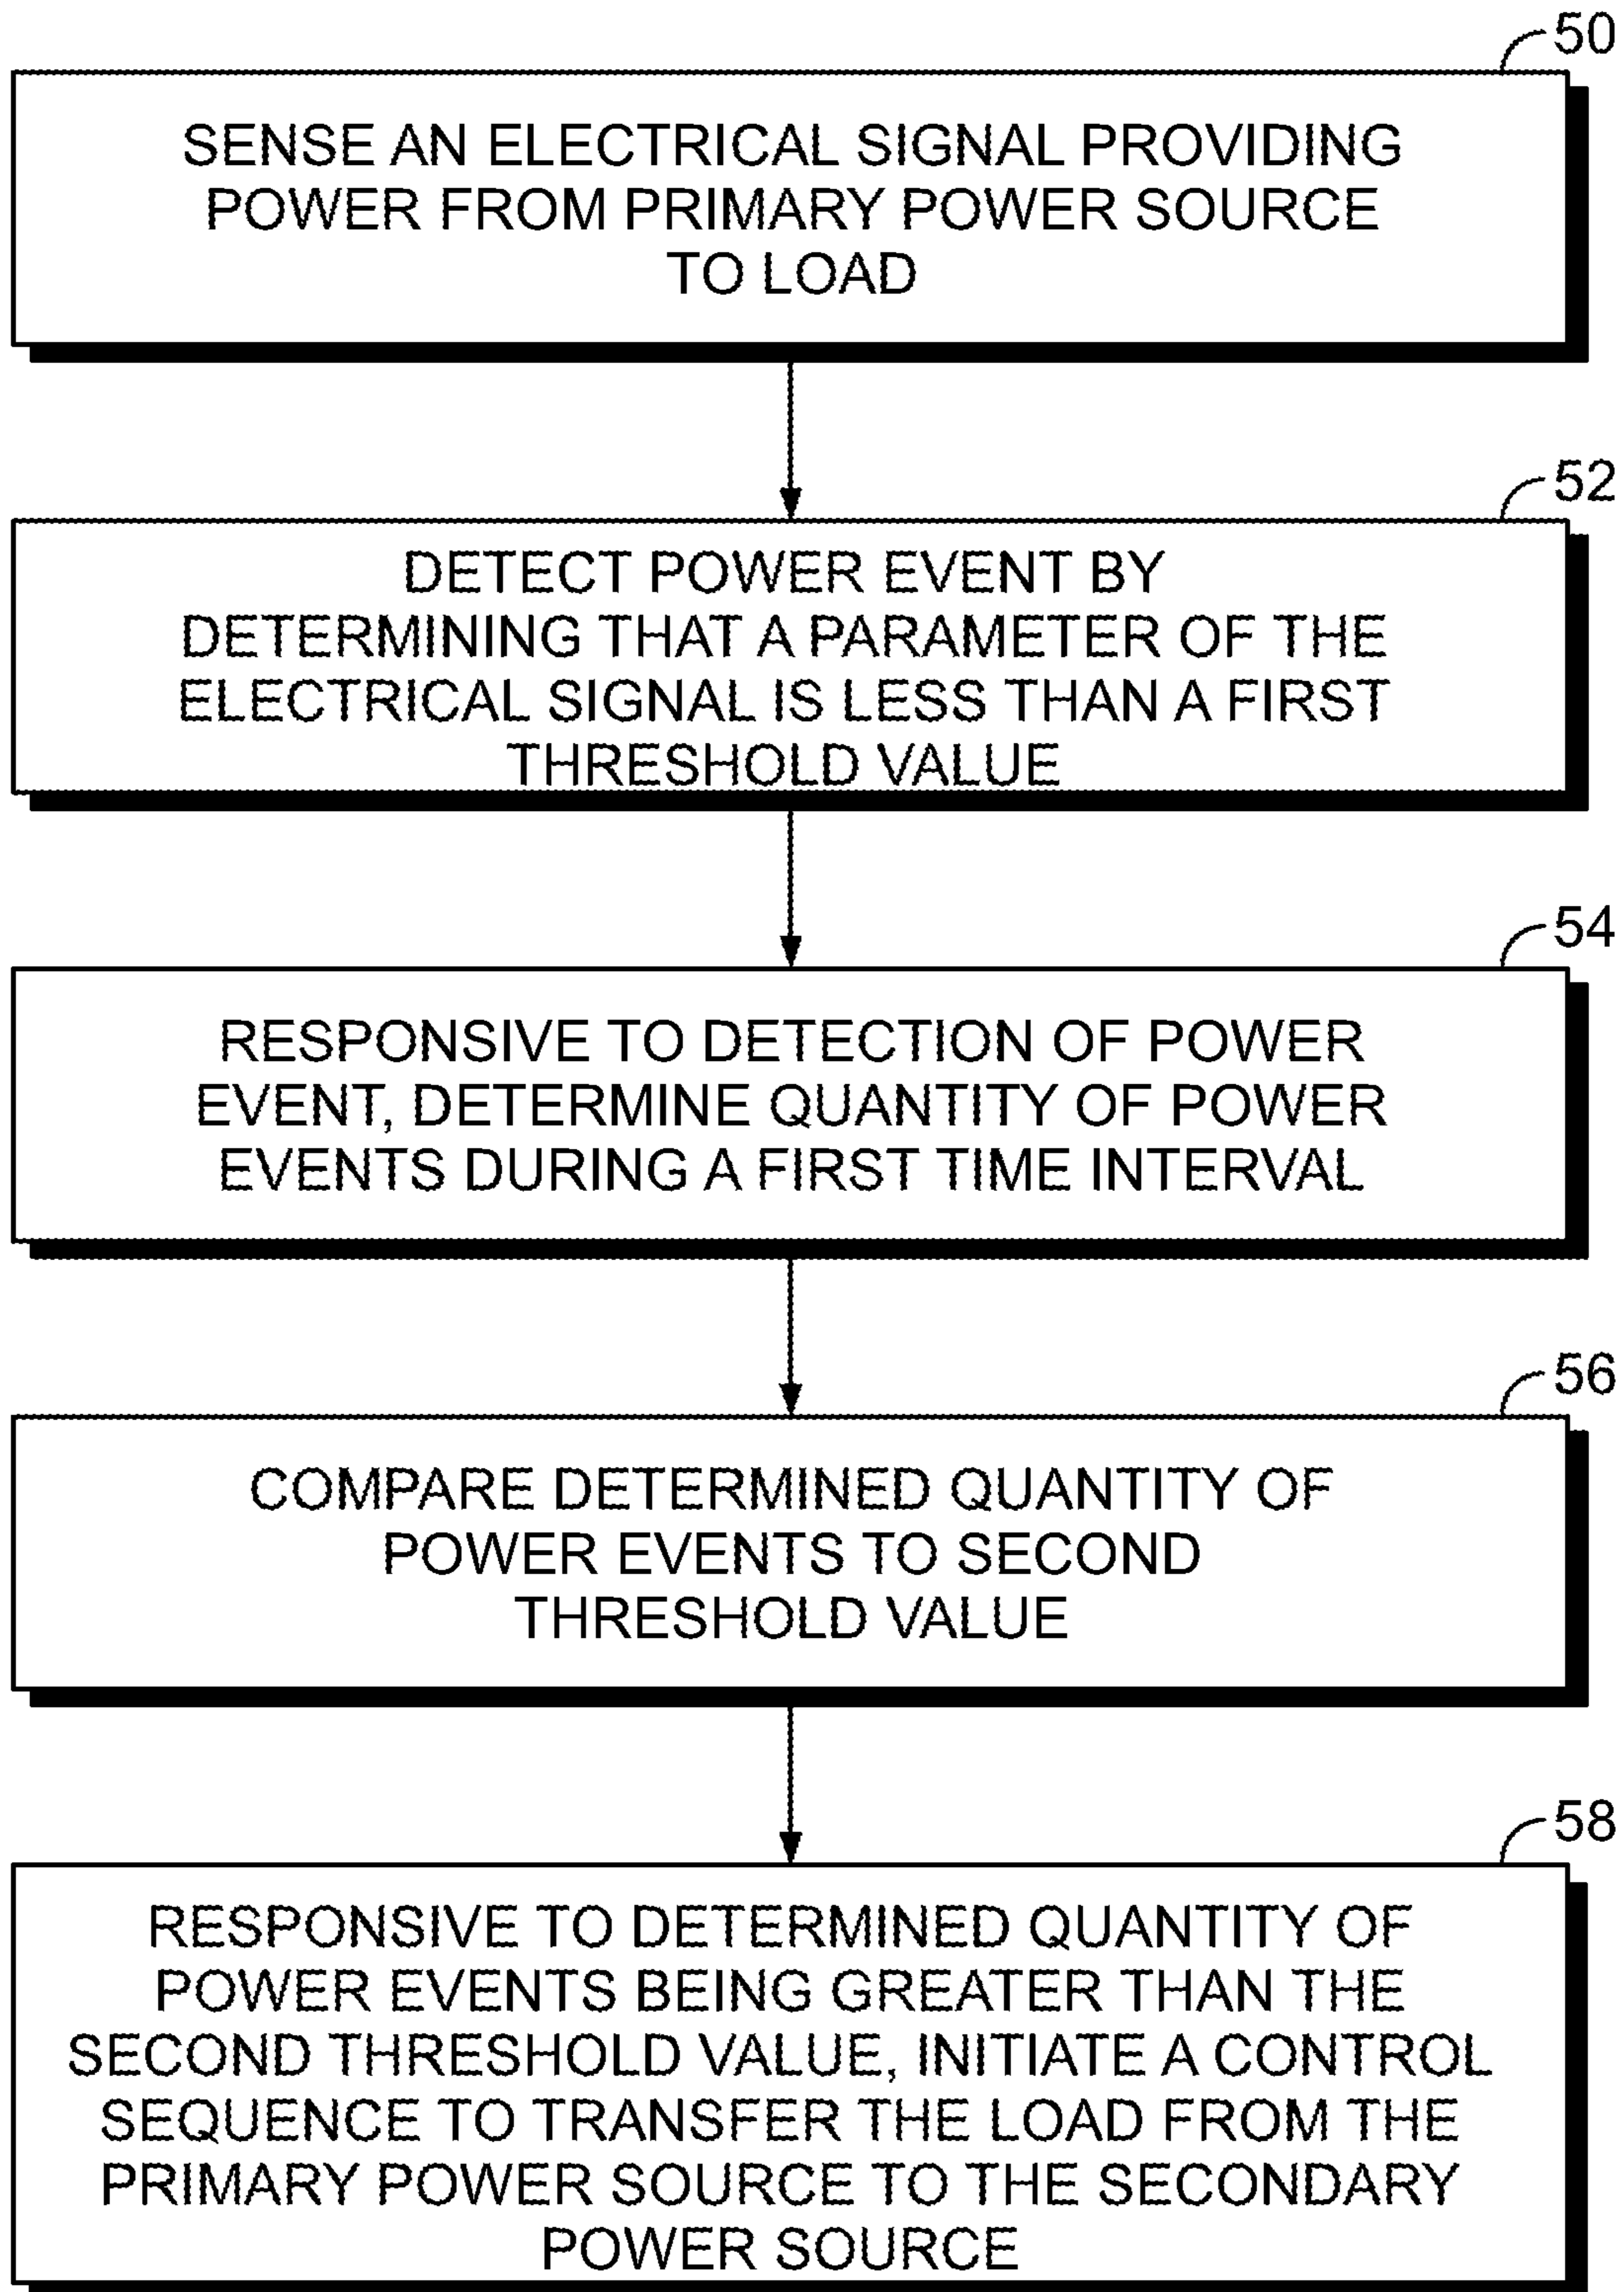 50
SENSE AN ELECTRICAL SIGNAL PROVIDING
POWER FROM PRIMARY POWER SOURCE
TO LOAD
52
DETECT POWER EVENT BY
DETERMINING THAT A PARAMETER OF THE
ELECTRICAL SIGNAL IS LESS THAN A FIRST
THRESHOLD VALUE
54
RESPONSIVE TO DETECTION OF POWER
EVENT, DETERMINE QUANTITY OF POWER
EVENTS DURING A FIRST TIME INTERVAL
56
COMPARE DETERMINED QUANTITY OF
POWER EVENTS TO SECOND
THRESHOLD VALUE
58
RESPONSIVE TO DETERMINED QUANTITY OF
POWER EVENTS BEING GREATER THAN THE
SECOND THRESHOLD VALUE, INITIATE A CONTROL
SEQUENCE TO TRANSFER THE LOAD FROM THE
PRIMARY POWER SOURCE TO THE SECONDARY
POWER SOURCE